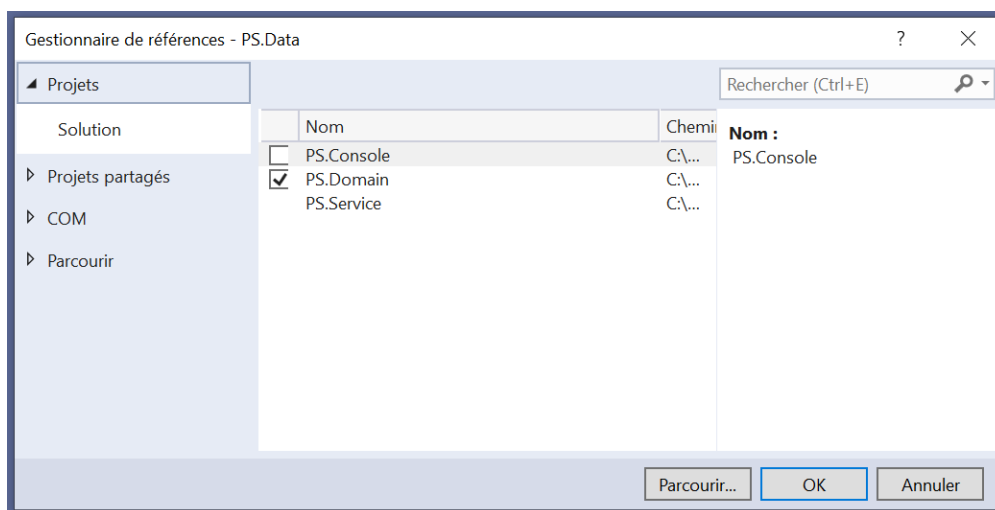 Gestionnaire de références - PS.Data ?
Projets
Rechercher (Ctrl+E)
Solution
Projets partagés
COM
Parcourir
Nom Chemi
PS.Console C:\...
PS.Domain C:\...
PS.Service C:\...
Nom :
PS.Console
Parcourir... OK Annuler